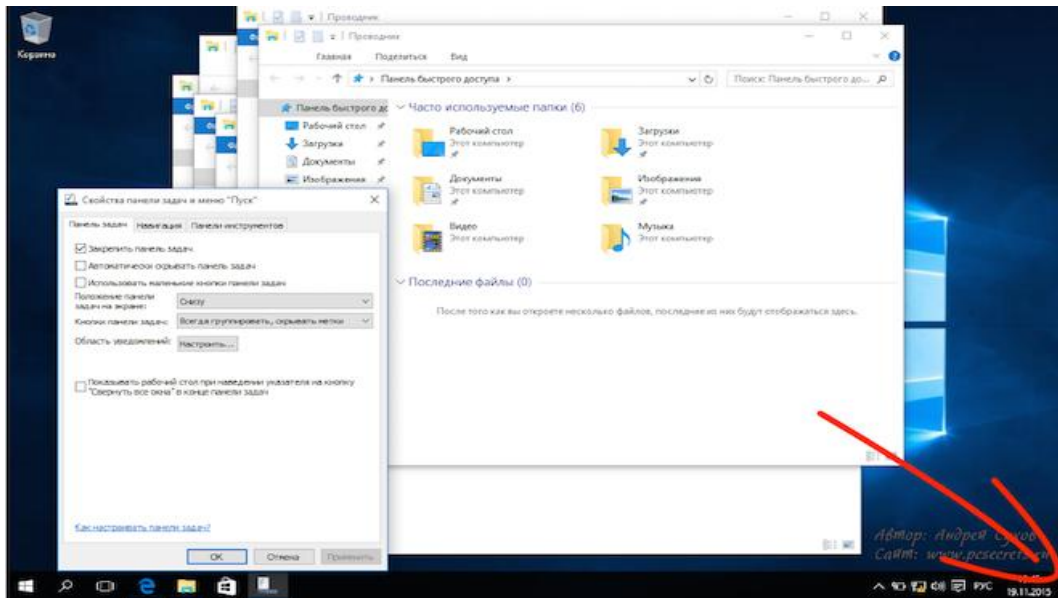 Проводник
Проводник
Корзина
Главная Поделиться Вид
Панель быстрого доступа
Поиск: Панель быстрого до...
Панель быстрого дс
Рабочий стол
Загрузки
Документы
Изображения
Часто используемые папки (6)
Рабочий стол
Этот компьютер
Загрузки
Этот компьютер
Документы
Этот компьютер
Изображения
Этот компьютер
Видео
Этот компьютер
Музыка
Этот компьютер
Последние файлы (0)
После того как вы откроете несколько файлов, последние из них будут отображаться здесь.
Свойства панели задач и меню "Пуск"
Панель задач Навигация Панели инструментов
Закрепить панель задач
Автоматически скрывать панель задач
Использовать маленькие кнопки панели задач
Положение панели
задач на экране:
Снизу
Кнопки панели задач:
Всегда группировать, скрывать метки
Область уведомлений:
Настроить...
Показывать рабочий стол при наведении указателя на кнопку
"Свернуть все окна" в конце панели задач
Как настраивать панели задач?
OK Отмена Применить
Автор: Андрей Сухов
Сайт: www.pcsecrets.ru
РУС
19.11.2015